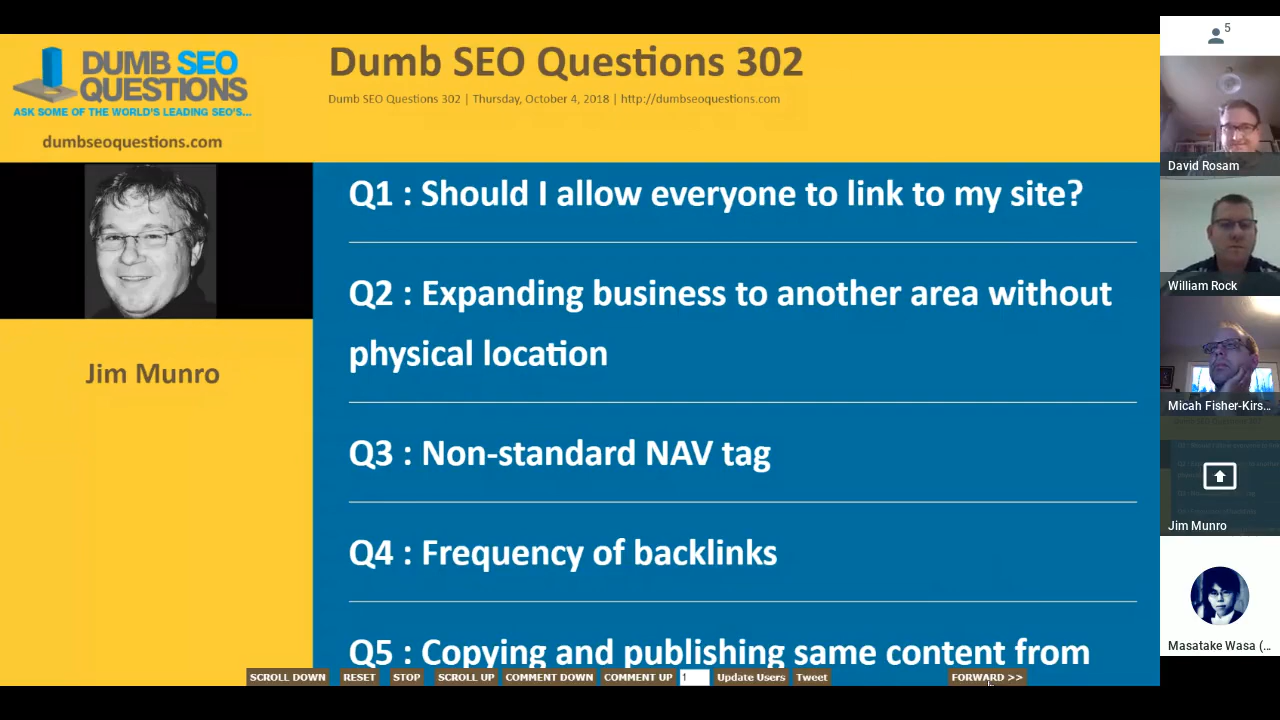 DUMB SEO
QUESTIONS
ASK SOME OF THE WORLD'S LEADING SEO'S...
dumbseoquestions.com
Dumb SEO Questions 302
Dumb SEO Questions 302 | Thursday, October 4, 2018 | http://dumbseoquestions.com
Jim Munro
Q1 : Should I allow everyone to link to my site?
Q2 : Expanding business to another area without
physical location
Q3 : Non-standard NAV tag
Q4 : Frequency of backlinks
Q5 : Copying and publishing same content from
SCROLL DOWN RESET STOP SCROLL UP COMMENT DOWN COMMENT UP 1 Update Users Tweet FORWARD >>
5
David Rosam
William Rock
Micah Fisher-Kirs...
Jim Munro
Masatake Wasa (...